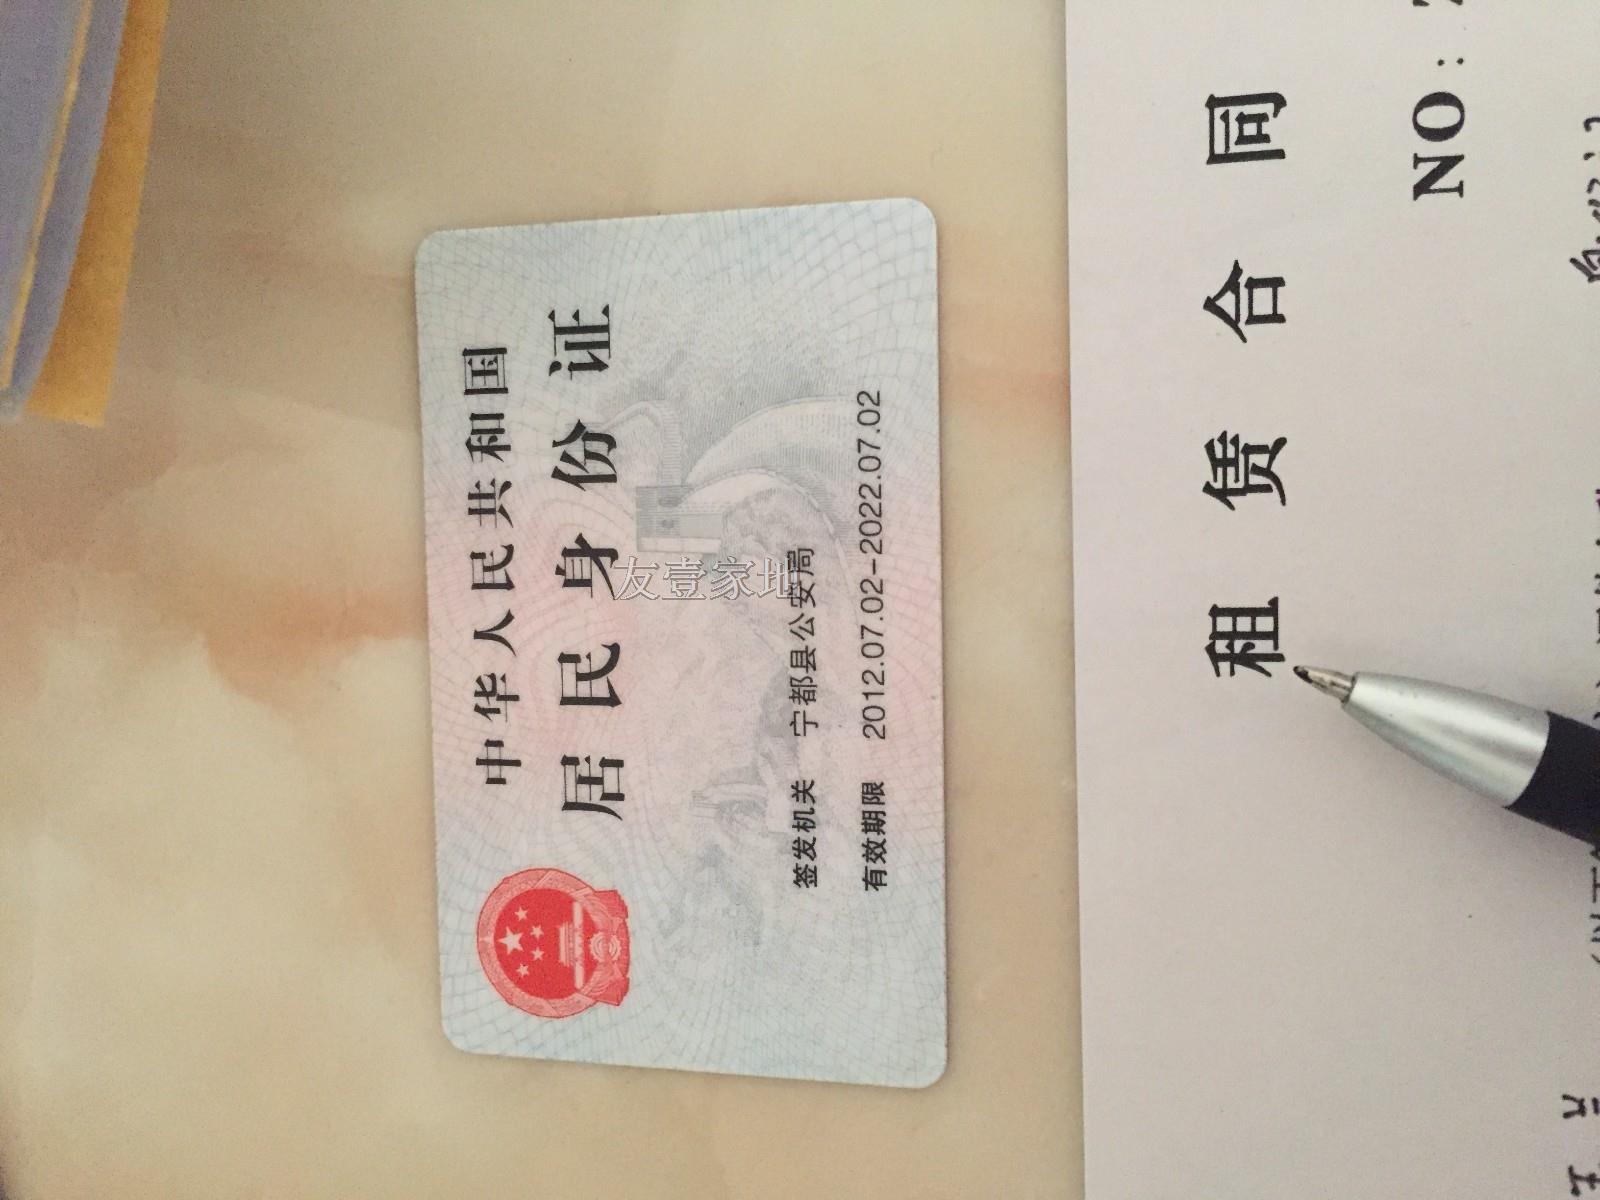 中华人民共和国
居民身份证
签发机关 宁都县公安局
有效期限 2012.07.02-2022.07.02
友壹家地
租赁合同
NO: